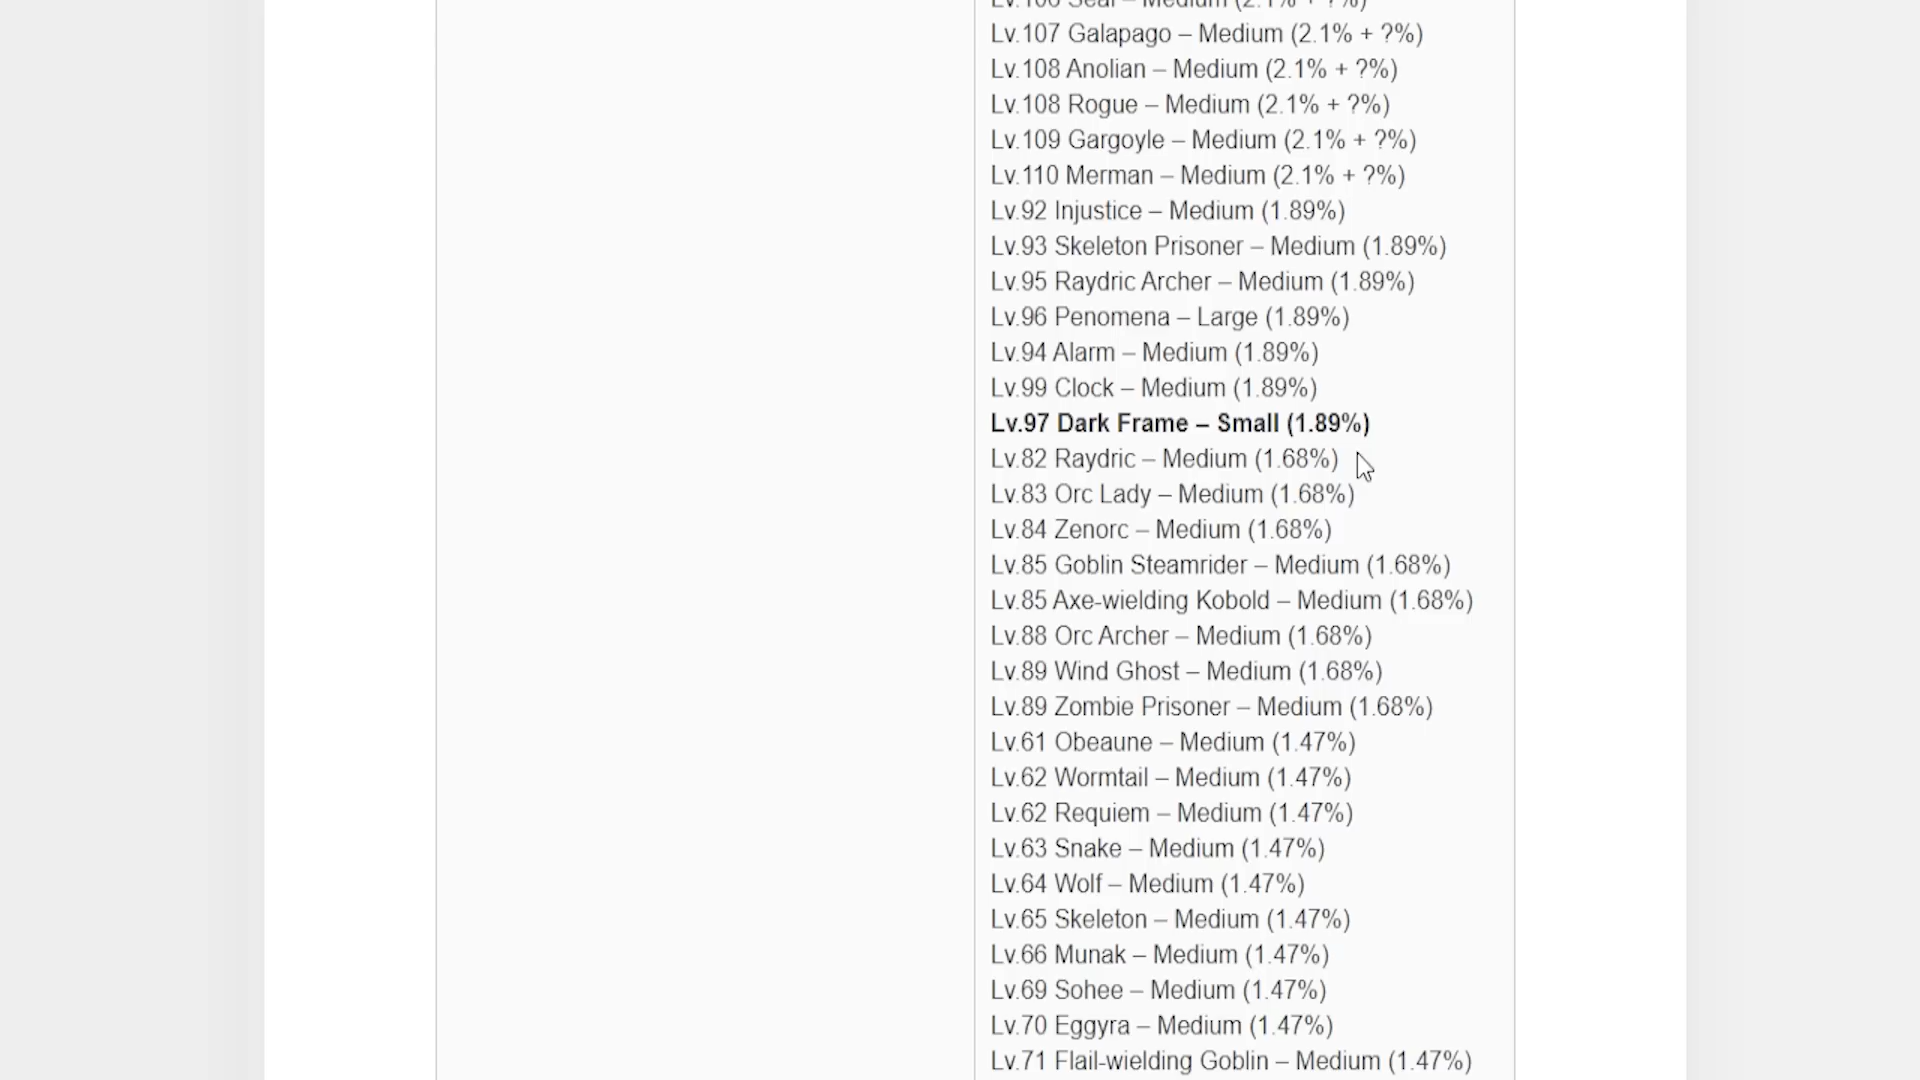 Lv.106 Seal – Medium (2.1% + ?%)
Lv.107 Galapago – Medium (2.1% + ?%)
Lv.108 Anolian – Medium (2.1% + ?%)
Lv.108 Rogue – Medium (2.1% + ?%)
Lv.109 Gargoyle – Medium (2.1% + ?%)
Lv.110 Merman – Medium (2.1% + ?%)
Lv.92 Injustice – Medium (1.89%)
Lv.93 Skeleton Prisoner – Medium (1.89%)
Lv.95 Raydric Archer – Medium (1.89%)
Lv.96 Penomena – Large (1.89%)
Lv.94 Alarm – Medium (1.89%)
Lv.99 Clock – Medium (1.89%)
Lv.97 Dark Frame – Small (1.89%)
Lv.82 Raydric – Medium (1.68%)
Lv.83 Orc Lady – Medium (1.68%)
Lv.84 Zenorc – Medium (1.68%)
Lv.85 Goblin Steamrider – Medium (1.68%)
Lv.85 Axe-wielding Kobold – Medium (1.68%)
Lv.88 Orc Archer – Medium (1.68%)
Lv.89 Wind Ghost – Medium (1.68%)
Lv.89 Zombie Prisoner – Medium (1.68%)
Lv.61 Obeaune – Medium (1.47%)
Lv.62 Wormtail – Medium (1.47%)
Lv.62 Requiem – Medium (1.47%)
Lv.63 Snake – Medium (1.47%)
Lv.64 Wolf – Medium (1.47%)
Lv.65 Skeleton – Medium (1.47%)
Lv.66 Munak – Medium (1.47%)
Lv.69 Sohee – Medium (1.47%)
Lv.70 Eggyra – Medium (1.47%)
Lv.71 Flail-wielding Goblin – Medium (1.47%)